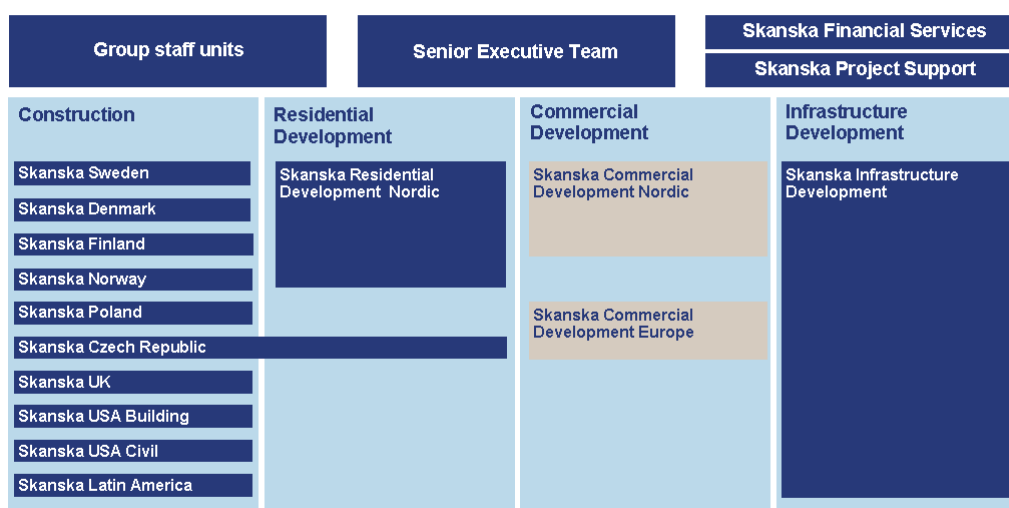 Group staff units
Senior Executive Team
Skanska Financial Services
Skanska Project Support
Construction
Skanska Sweden
Skanska Denmark
Skanska Finland
Skanska Norway
Skanska Poland
Skanska Czech Republic
Skanska UK
Skanska USA Building
Skanska USA Civil
Skanska Latin America
Residential
Development
Skanska Residential
Development Nordic
Commercial
Development
Skanska Commercial
Development Nordic
Skanska Commercial
Development Europe
Infrastructure
Development
Skanska Infrastructure
Development